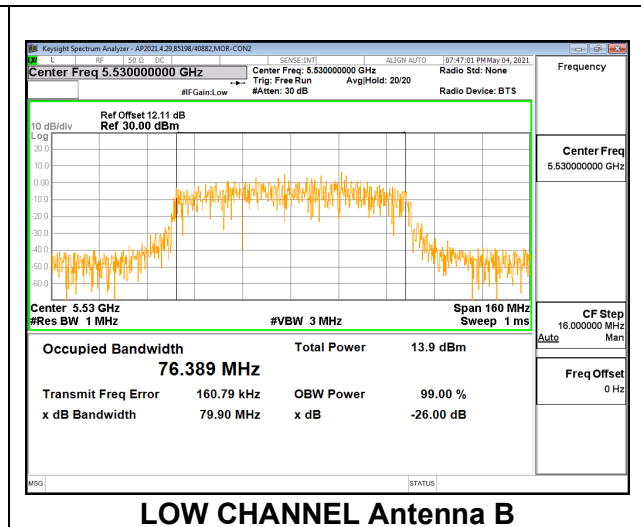 Keysight Spectrum Analyzer - AP2021.4.29,85198/40882,MOR-CON2
L RF 50 Ω DC SENSE:INT ALIGN AUTO 07:47:01 PM May 04, 2021
Center Freq 5.530000000 GHz
Center Freq: 5.530000000 GHz Radio Std: None
Trig: Free Run Avg|Hold: 20/20
#IFGain:Low #Atten: 30 dB Radio Device: BTS
Frequency
Ref Offset 12.11 dB
10 dB/div Ref 30.00 dBm
Log
20.0
10.0
0.00
-10.0
-20.0
-30.0
-40.0
-50.0
-60.0
Center 5.53 GHz Span 160 MHz
#Res BW 1 MHz #VBW 3 MHz Sweep 1 ms
Center Freq
5.530000000 GHz
CF Step
16.000000 MHz
Auto Man
Freq Offset
0 Hz
Occupied Bandwidth Total Power 13.9 dBm
76.389 MHz
Transmit Freq Error 160.79 kHz OBW Power 99.00 %
x dB Bandwidth 79.90 MHz x dB -26.00 dB
MSG STATUS
LOW CHANNEL Antenna B